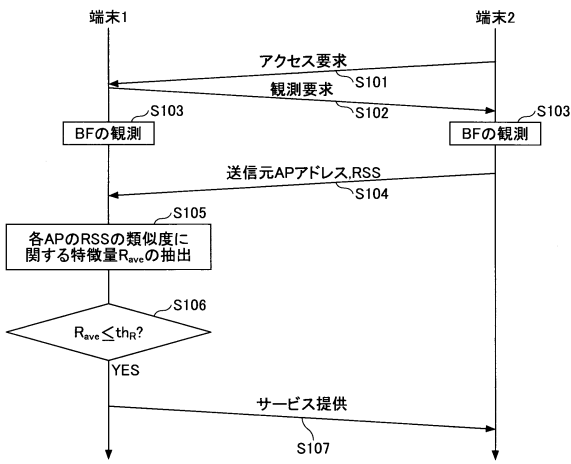 端末1
端末2
アクセス要求
S101
観測要求
S102
S103
BFの観測
S103
BFの観測
送信元APアドレス,RSS
S104
S105
各APのRSSの類似度に
関する特徴量Raveの抽出
S106
Rave≦thR?
YES
サービス提供
S107